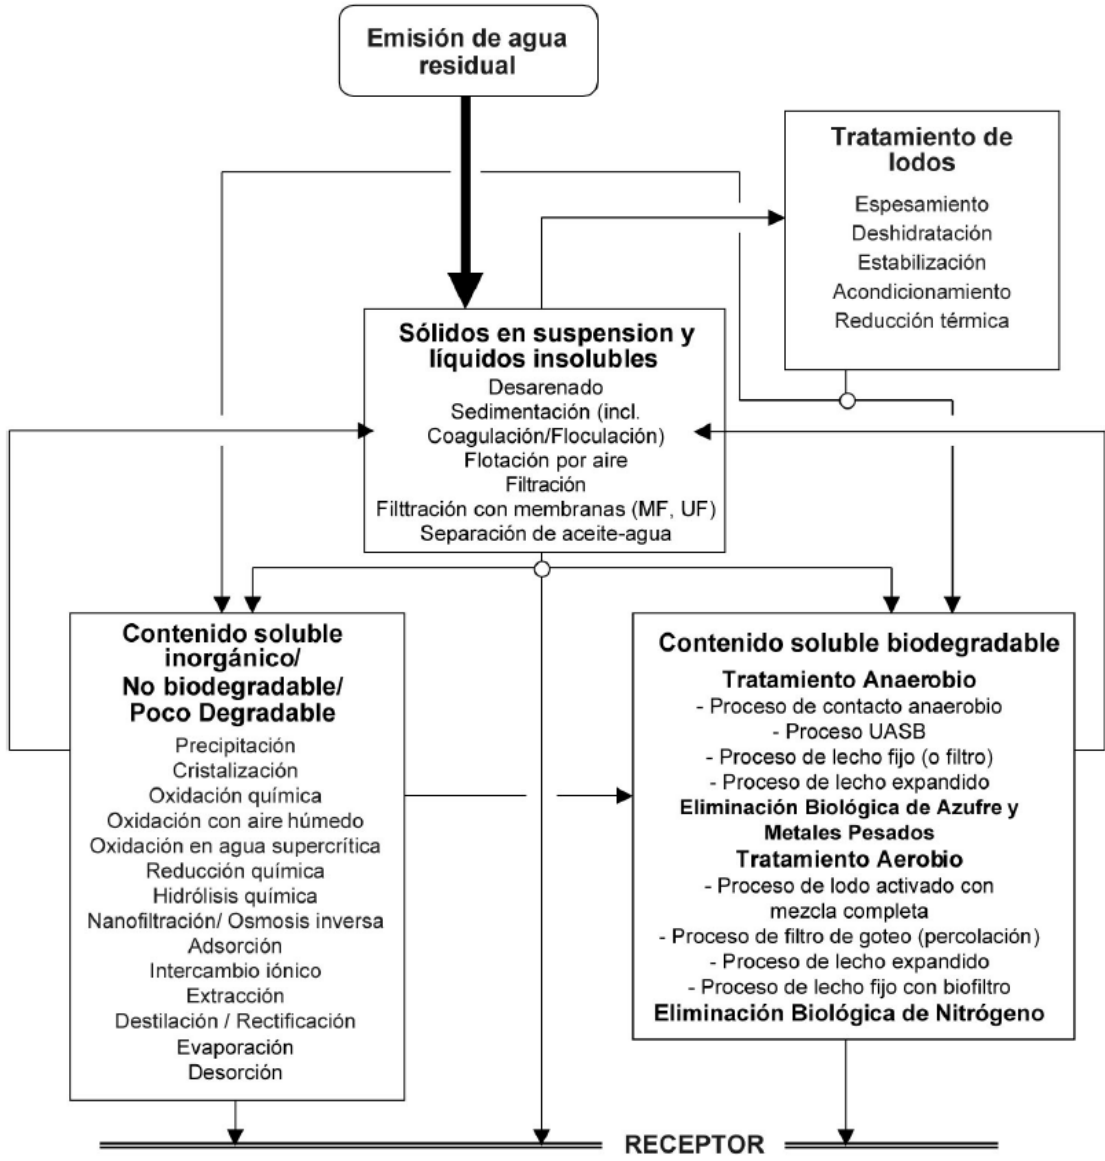 Emisión de agua
residual
Tratamiento de
lodos
Espesamiento
Deshidratación
Estabilización
Acondicionamiento
Reducción térmica
Sólidos en suspension y
líquidos insolubles
Desarenado
Sedimentación (incl.
Coagulación/Floculación)
Flotación por aire
Filtración
Filttración con membranas (MF, UF)
Separación de aceite-agua
Contenido soluble
inorgánico/
No biodegradable/
Poco Degradable
Precipitación
Cristalización
Oxidación química
Oxidación con aire húmedo
Oxidación en agua supercrítica
Reducción química
Hidrólisis química
Nanofiltración/ Osmosis inversa
Adsorción
Intercambio iónico
Extracción
Destilación / Rectificación
Evaporación
Desorción
Contenido soluble biodegradable
Tratamiento Anaerobio
- Proceso de contacto anaerobio
- Proceso UASB
- Proceso de lecho fijo (o filtro)
- Proceso de lecho expandido
Eliminación Biológica de Azufre y
Metales Pesados
Tratamiento Aerobio
- Proceso de lodo activado con
mezcla completa
- Proceso de filtro de goteo (percolación)
- Proceso de lecho expandido
- Proceso de lecho fijo con biofiltro
Eliminación Biológica de Nitrógeno
RECEPTOR